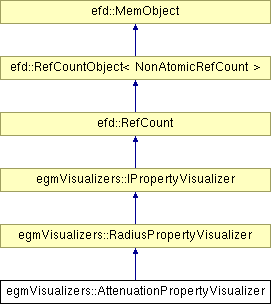 efd::MemObject
efd::RefCountObject< NonAtomicRefCount >
efd::RefCount
egmVisualizers::IPropertyVisualizer
egmVisualizers::RadiusPropertyVisualizer
egmVisualizers::AttenuationPropertyVisualizer